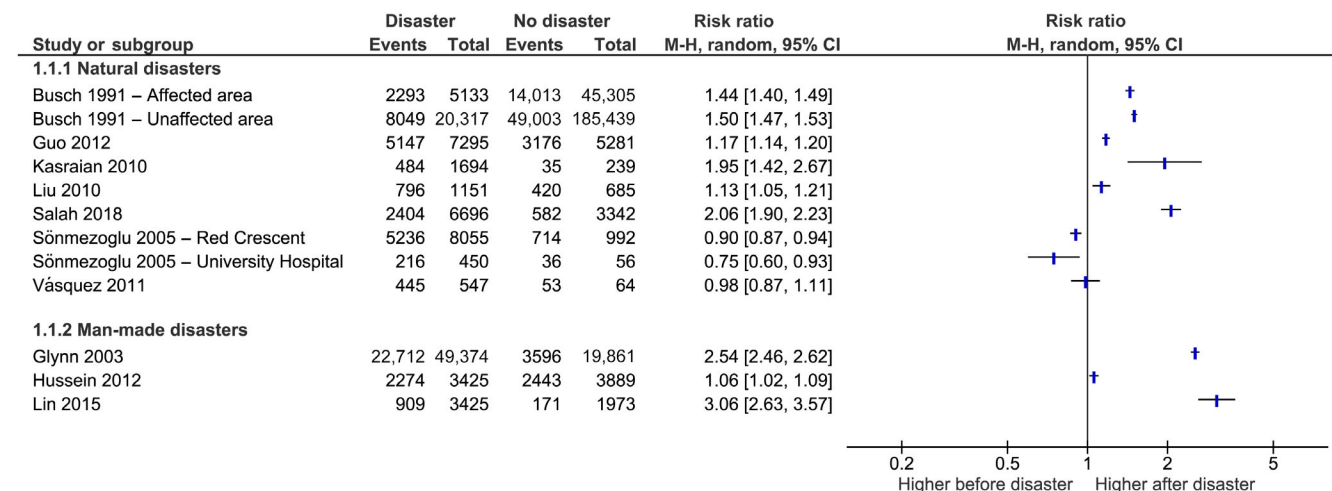 Disaster No disaster Risk ratio Risk ratio
Study or subgroup Events Total Events Total M-H, random, 95% CI M-H, random, 95% CI
1.1.1 Natural disasters
Busch 1991 – Affected area 2293 5133 14,013 45,305 1.44 [1.40, 1.49]
Busch 1991 – Unaffected area 8049 20,317 49,003 185,439 1.50 [1.47, 1.53]
Guo 2012 5147 7295 3176 5281 1.17 [1.14, 1.20]
Kasraian 2010 484 1694 35 239 1.95 [1.42, 2.67]
Liu 2010 796 1151 420 685 1.13 [1.05, 1.21]
Salah 2018 2404 6696 582 3342 2.06 [1.90, 2.23]
Sönmezoglu 2005 – Red Crescent 5236 8055 714 992 0.90 [0.87, 0.94]
Sönmezoglu 2005 – University Hospital 216 450 36 56 0.75 [0.60, 0.93]
Vásquez 2011 445 547 53 64 0.98 [0.87, 1.11]
1.1.2 Man-made disasters
Glynn 2003 22,712 49,374 3596 19,861 2.54 [2.46, 2.62]
Hussein 2012 2274 3425 2443 3889 1.06 [1.02, 1.09]
Lin 2015 909 3425 171 1973 3.06 [2.63, 3.57]
0.2 0.5 1 2 5
Higher before disaster Higher after disaster